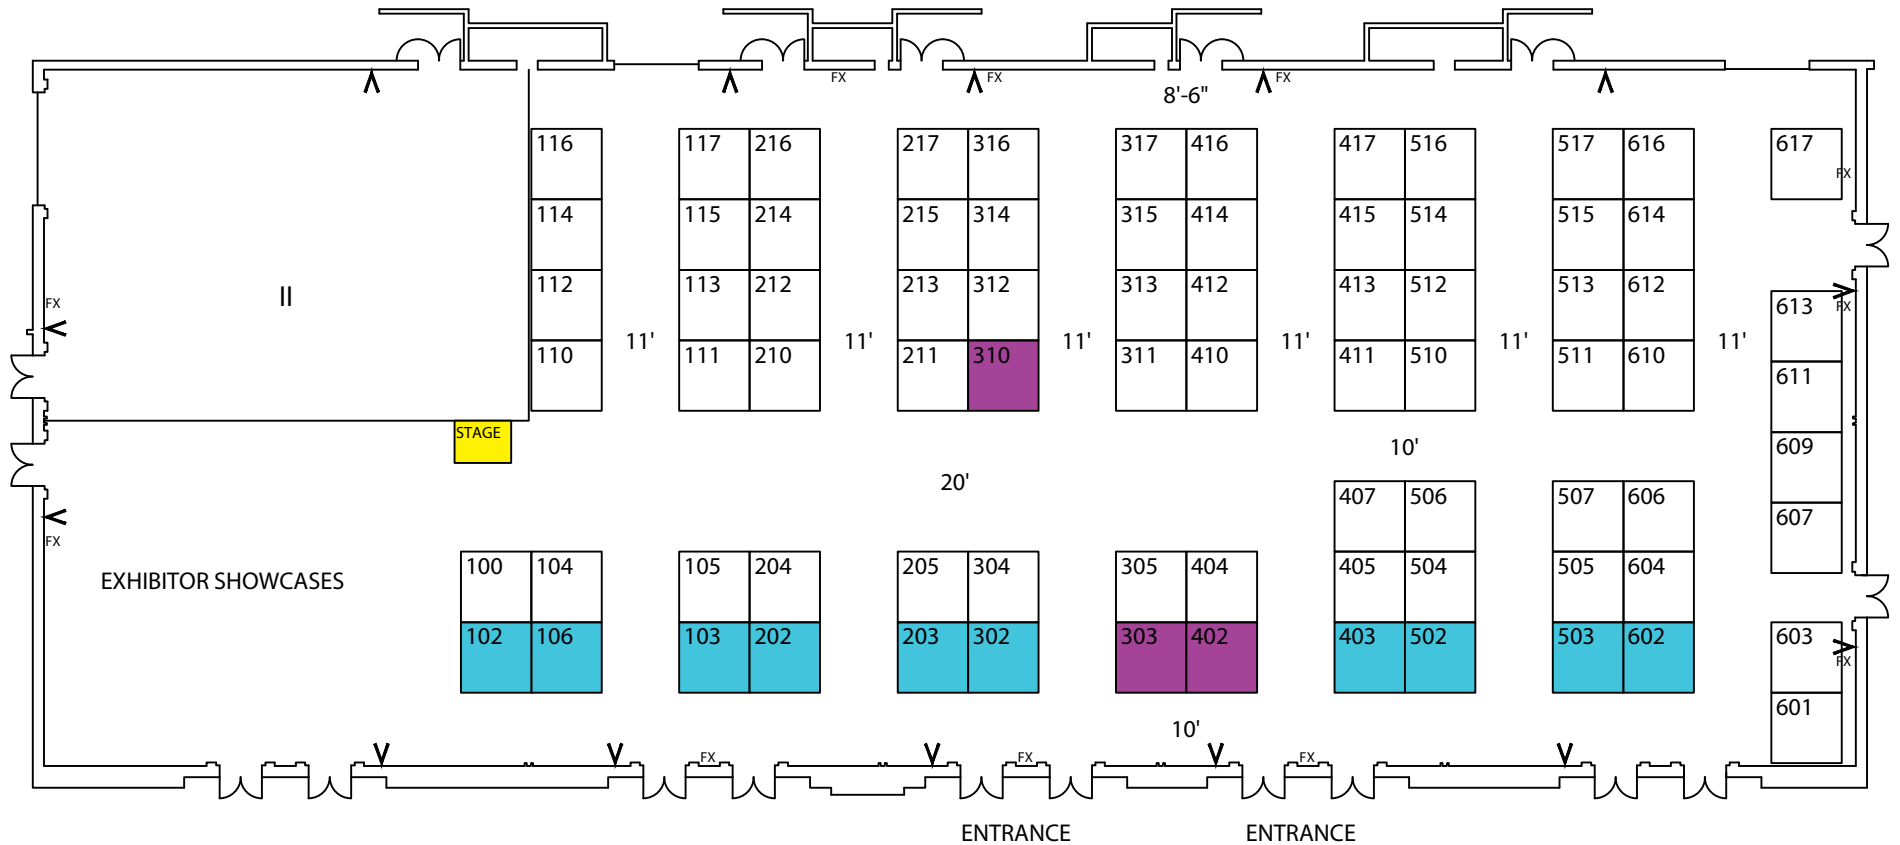 FX FX FX
8'-6"
116 117 216 217 316 317 416 417 516 517 616 617
FX
114 115 214 215 314 315 414 415 514 515 614
II
112 113 212 213 312 313 412 413 512 513 612 613
FX FX
11' 11' 11' 11' 11' 11'
110 111 210 211 310 311 410 411 510 511 610 611
STAGE
10'
609
20'
407 506 507 606 607
FX
EXHIBITOR SHOWCASES
100 104 105 204 205 304 305 404 405 504 505 604
102 106 103 202 203 302 303 402 403 502 503 602 603
FX
601
10'
FX FX FX
ENTRANCE ENTRANCE